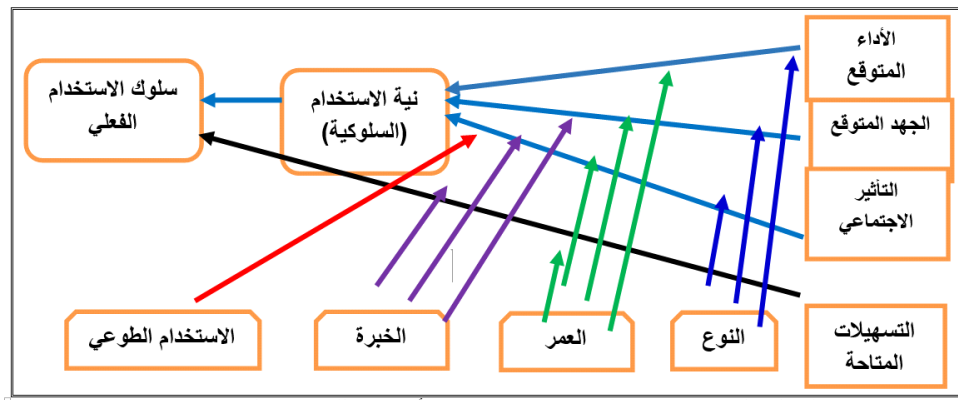 الأداء
المتوقع
الجهد المتوقع
التأثير
الاجتماعي
التسهيلات
المتاحة
نية الاستخدام
(السلوكية)
سلوك الاستخدام
الفعلي
النوع
العمر
الخبرة
الاستخدام الطوعي